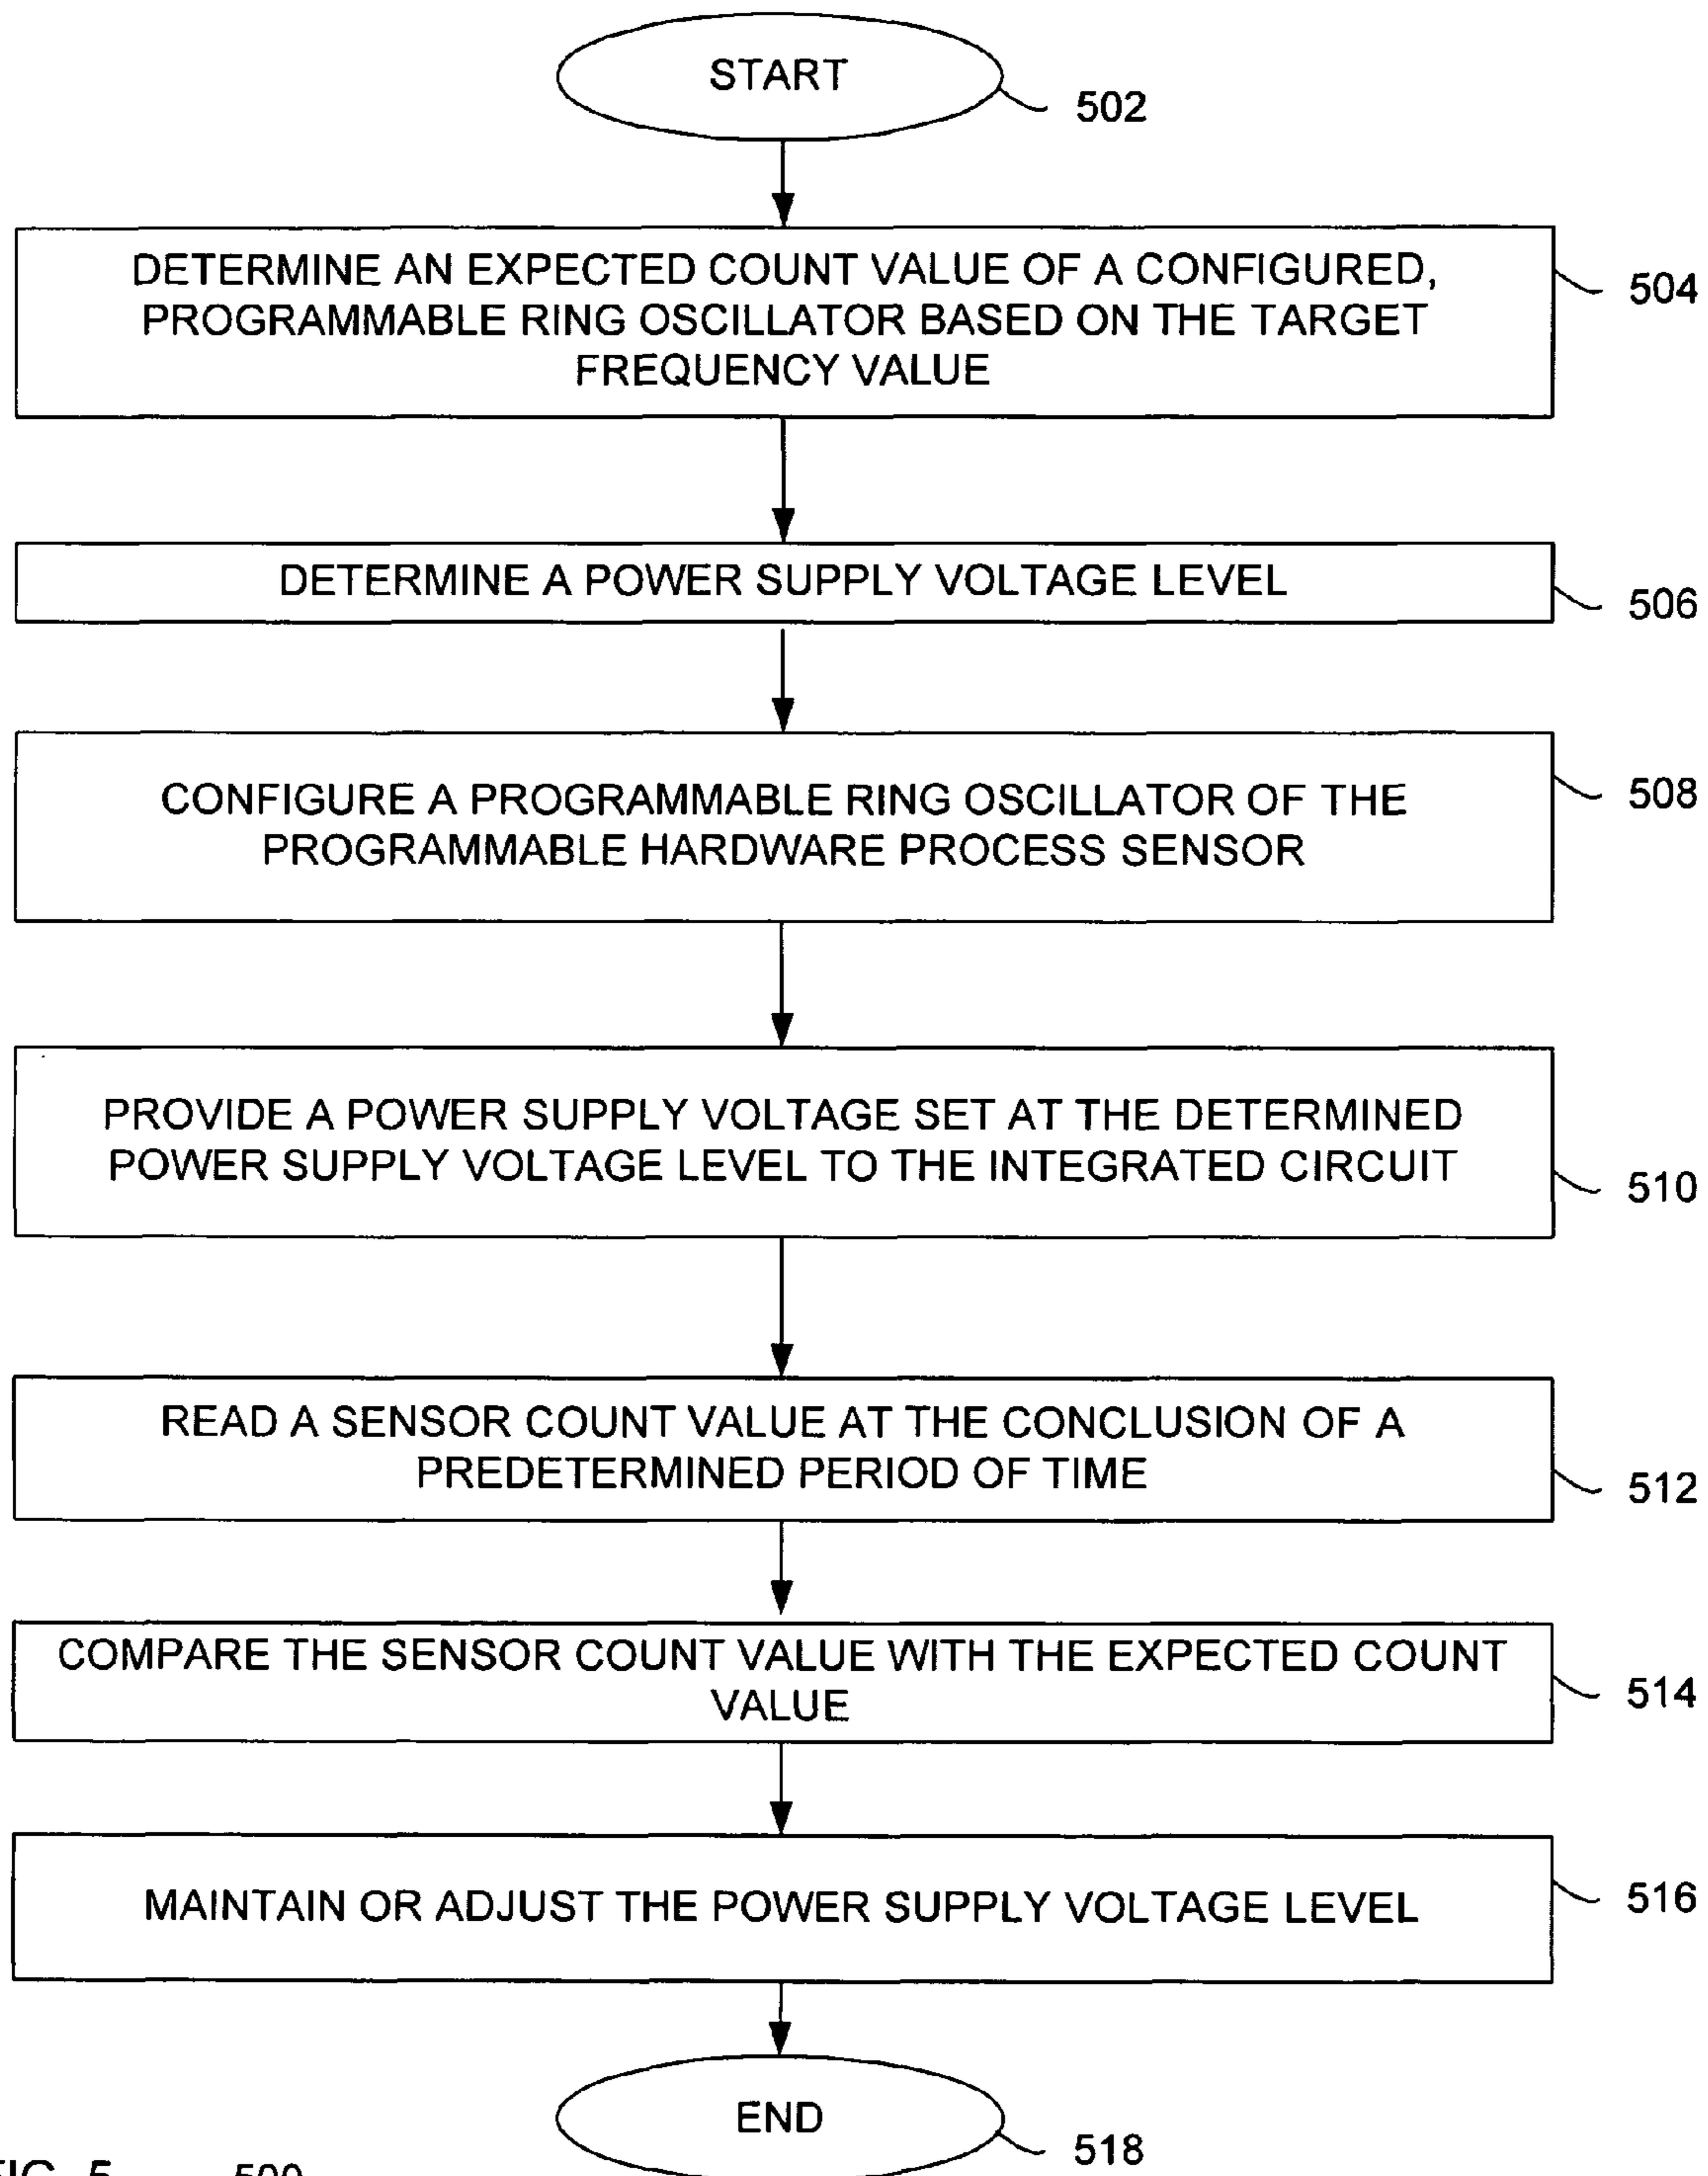 START
502
DETERMINE AN EXPECTED COUNT VALUE OF A CONFIGURED,
PROGRAMMABLE RING OSCILLATOR BASED ON THE TARGET
FREQUENCY VALUE
504
DETERMINE A POWER SUPPLY VOLTAGE LEVEL
506
CONFIGURE A PROGRAMMABLE RING OSCILLATOR OF THE
PROGRAMMABLE HARDWARE PROCESS SENSOR
508
PROVIDE A POWER SUPPLY VOLTAGE SET AT THE DETERMINED
POWER SUPPLY VOLTAGE LEVEL TO THE INTEGRATED CIRCUIT
510
READ A SENSOR COUNT VALUE AT THE CONCLUSION OF A
PREDETERMINED PERIOD OF TIME
512
COMPARE THE SENSOR COUNT VALUE WITH THE EXPECTED COUNT
VALUE
514
MAINTAIN OR ADJUST THE POWER SUPPLY VOLTAGE LEVEL
516
END
518
FIG. 5
500